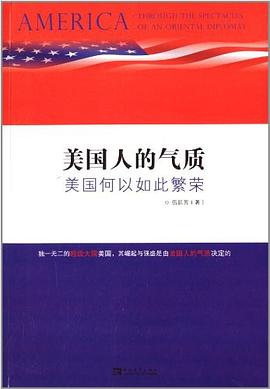 AMERICA
THROUGH THE SPECTACLES
OF AN ORIENTAL DIPLOMAT
美国人的气质
美国何以如此繁荣
伍廷芳 著
独一无二的超级大国美国，其崛起与强盛是由美国人的气质决定的